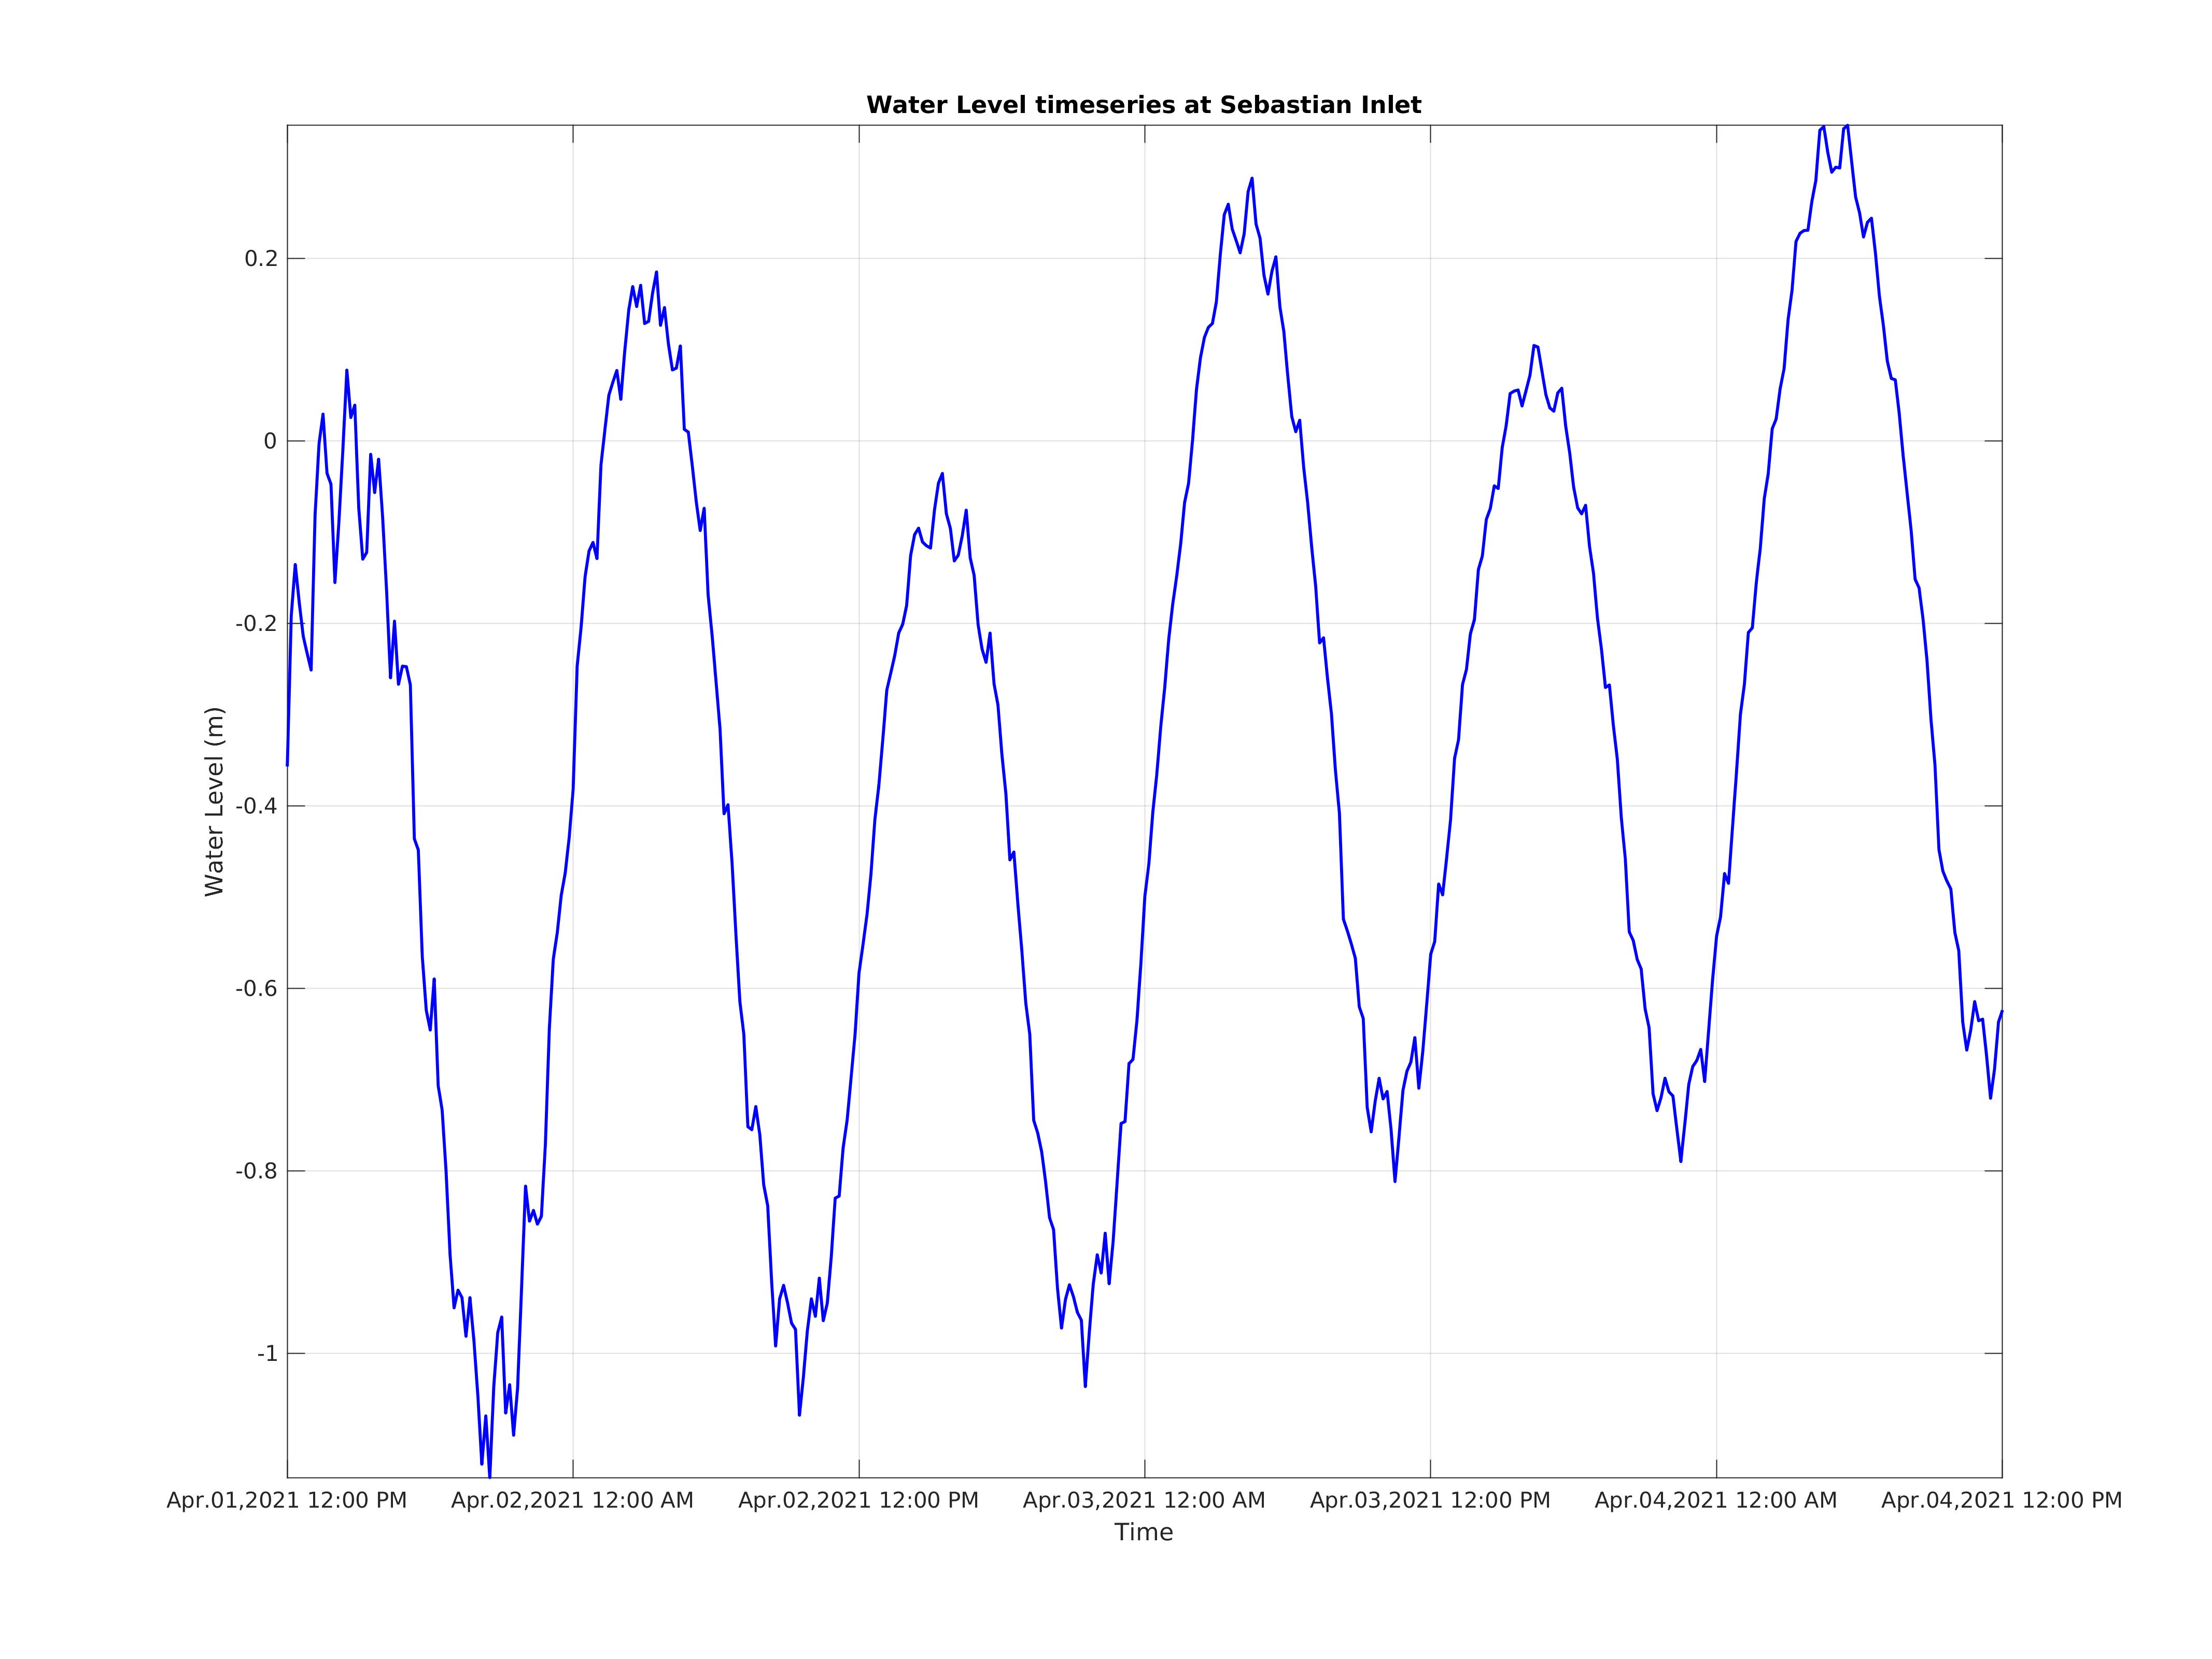 Water Level timeseries at Sebastian Inlet
0.2
0
-0.2
-0.4
-0.6
-0.8
-1
Water Level (m)
Apr.01,2021 12:00 PM Apr.02,2021 12:00 AM Apr.02,2021 12:00 PM Apr.03,2021 12:00 AM Apr.03,2021 12:00 PM Apr.04,2021 12:00 AM Apr.04,2021 12:00 PM
Time